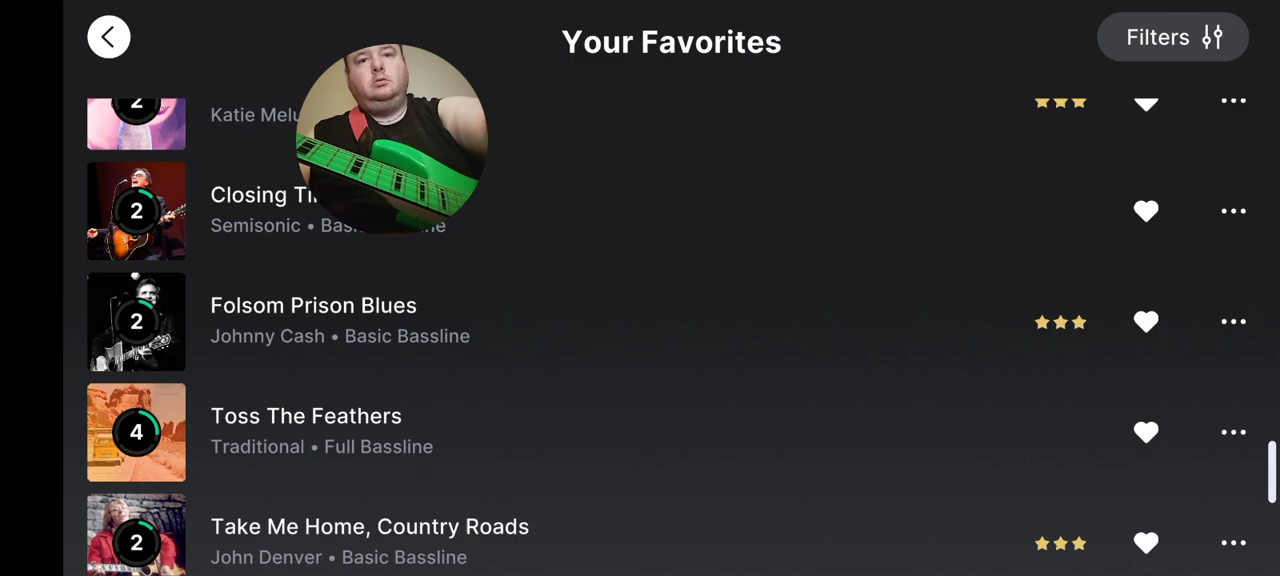 Your Favorites
Filters
2
Katie Melu
Closing Ti
2
Semisonic • Bas ne
Folsom Prison Blues
2
Johnny Cash • Basic Bassline
Toss The Feathers
4
Traditional • Full Bassline
Take Me Home, Country Roads
2
John Denver • Basic Bassline